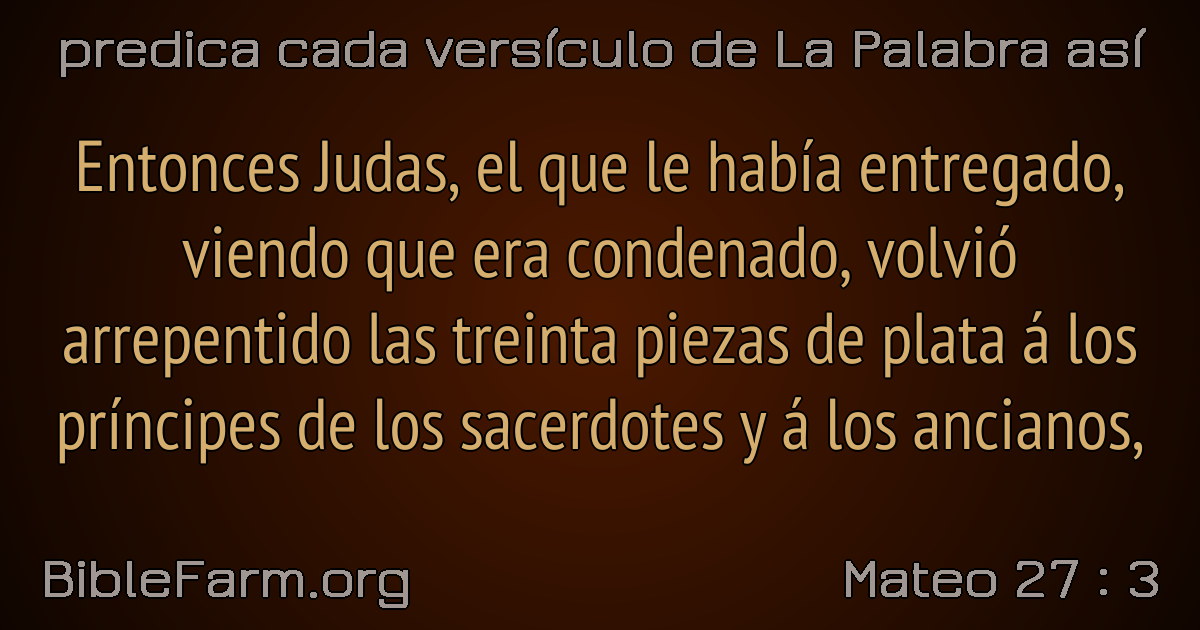 predica cada versículo de La Palabra así
Entonces Judas, el que le había entregado,
viendo que era condenado, volvió
arrepentido las treinta piezas de plata á los
príncipes de los sacerdotes y á los ancianos,
BibleFarm.org
Mateo 27 : 3